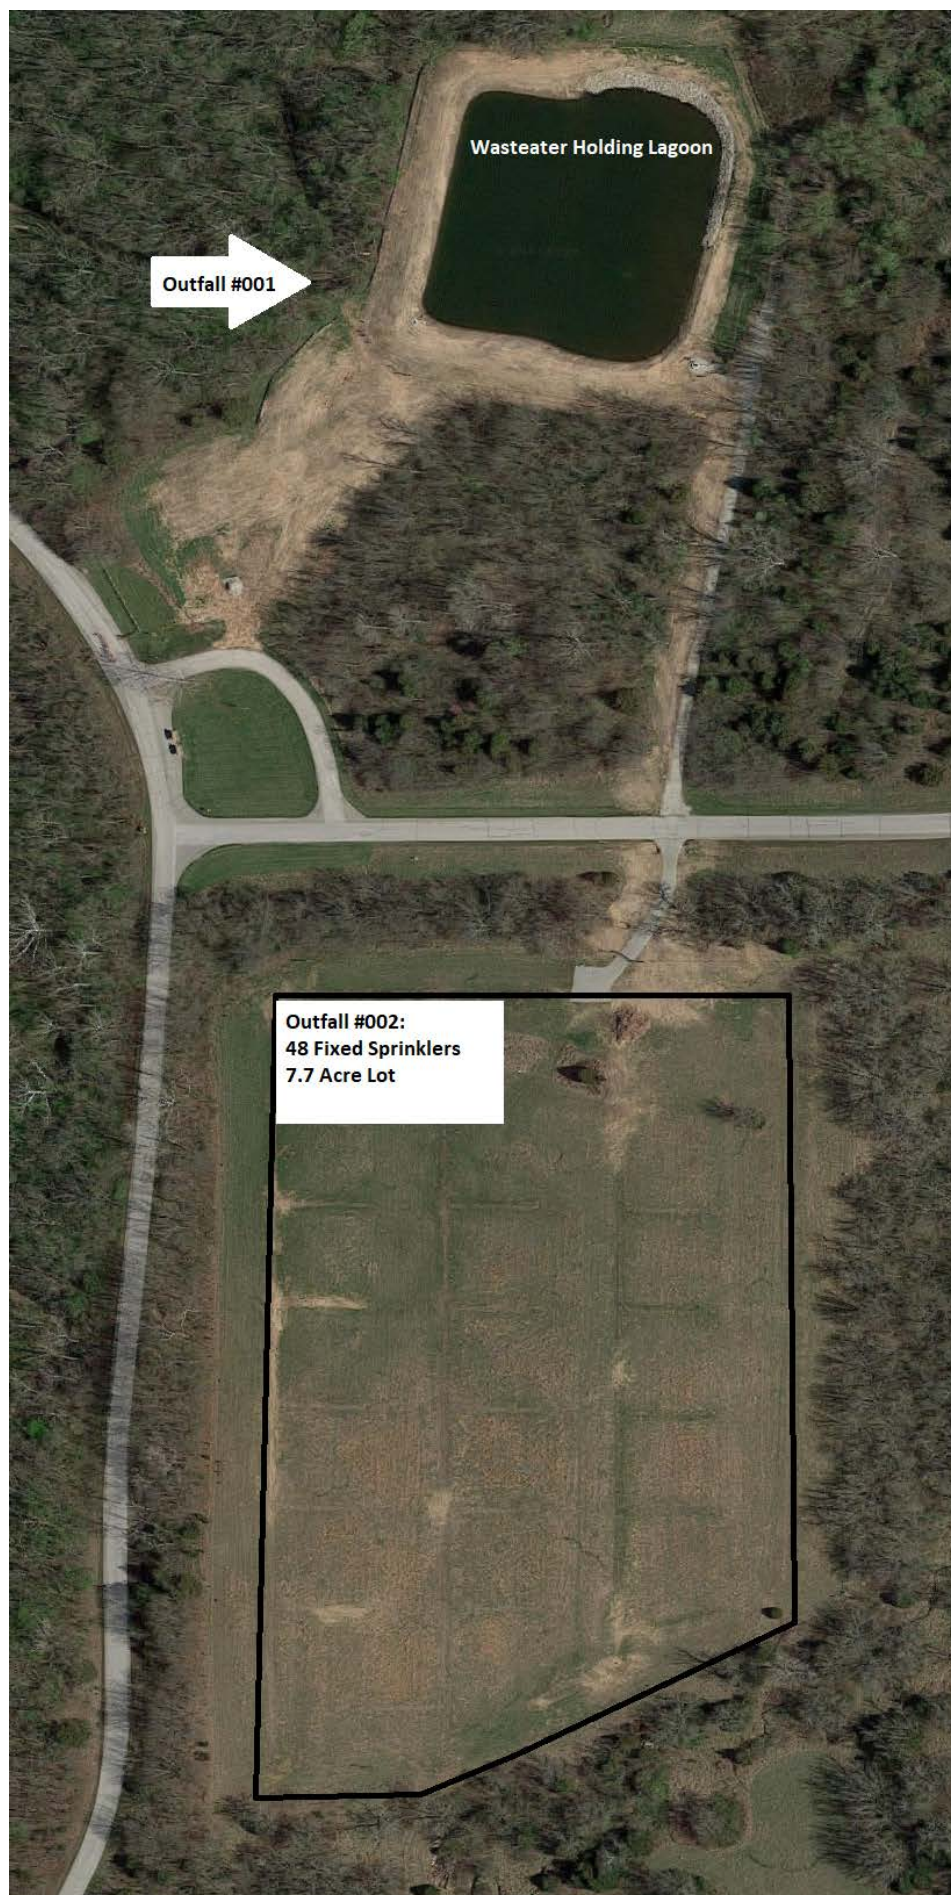 Wasteater Holding Lagoon
Outfall #001
Outfall #002:
48 Fixed Sprinklers
7.7 Acre Lot